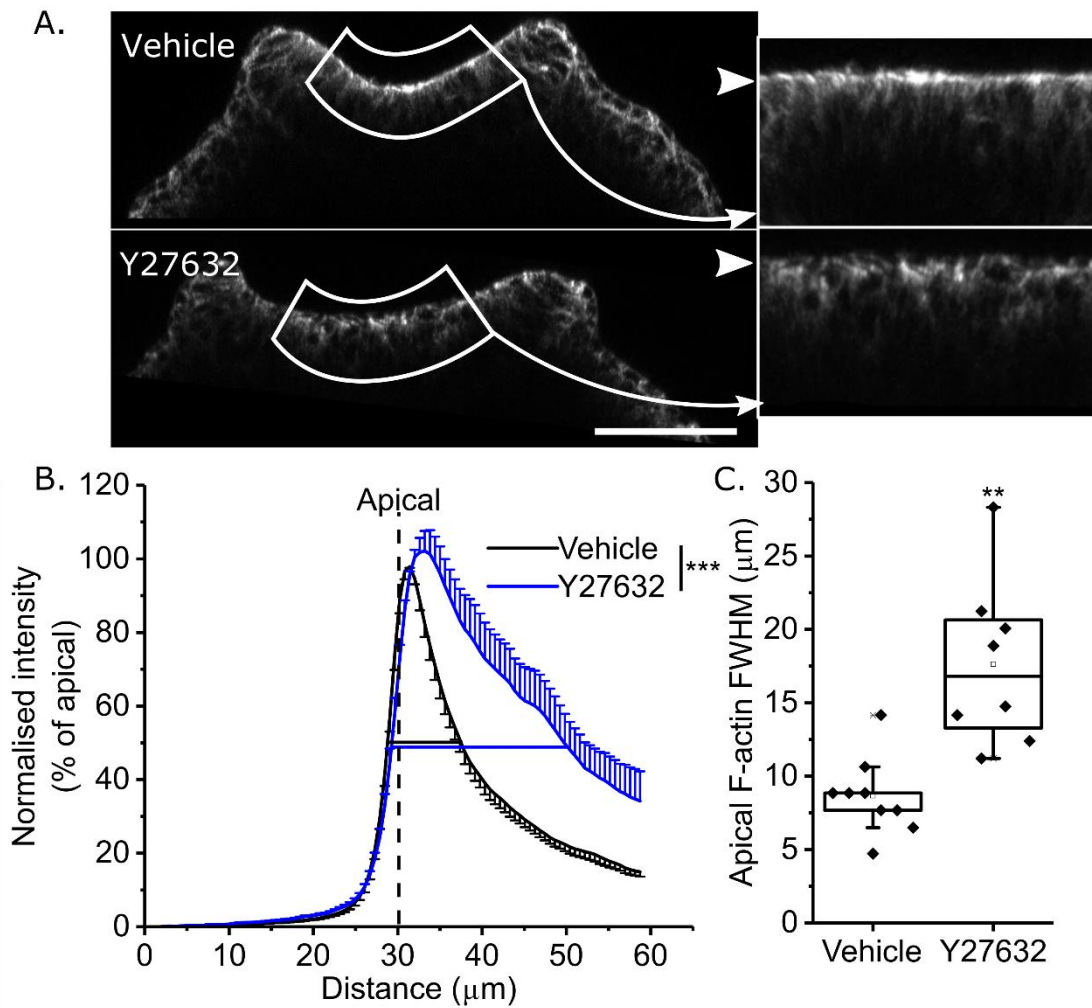 A.
Vehicle
Y27632
B.
Normalised intensity
(% of apical)
120
100
80
60
40
20
0
Apical
Vehicle
Y27632
***
0 10 20 30 40 50 60
Distance (μm)
C.
Apical F-actin FWHM (μm)
30
25
20
15
10
5
0
**
Vehicle Y27632